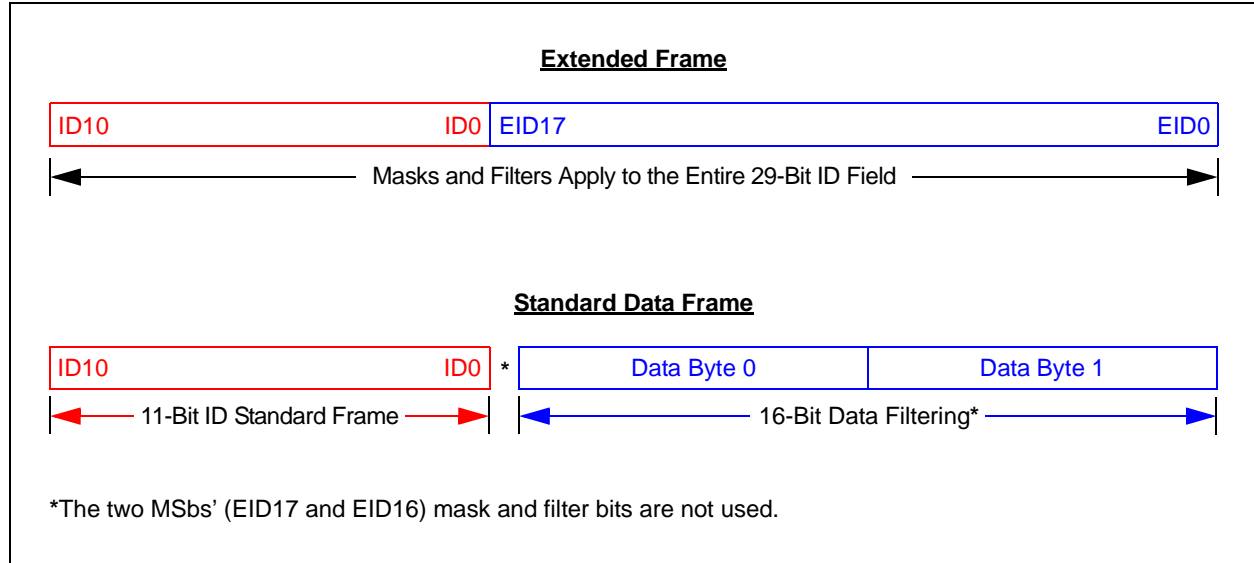 Extended Frame
ID10 ID0 EID17 EID0
Masks and Filters Apply to the Entire 29-Bit ID Field
Standard Data Frame
ID10 ID0 * Data Byte 0 Data Byte 1
11-Bit ID Standard Frame 16-Bit Data Filtering*
*The two MSbs’ (EID17 and EID16) mask and filter bits are not used.